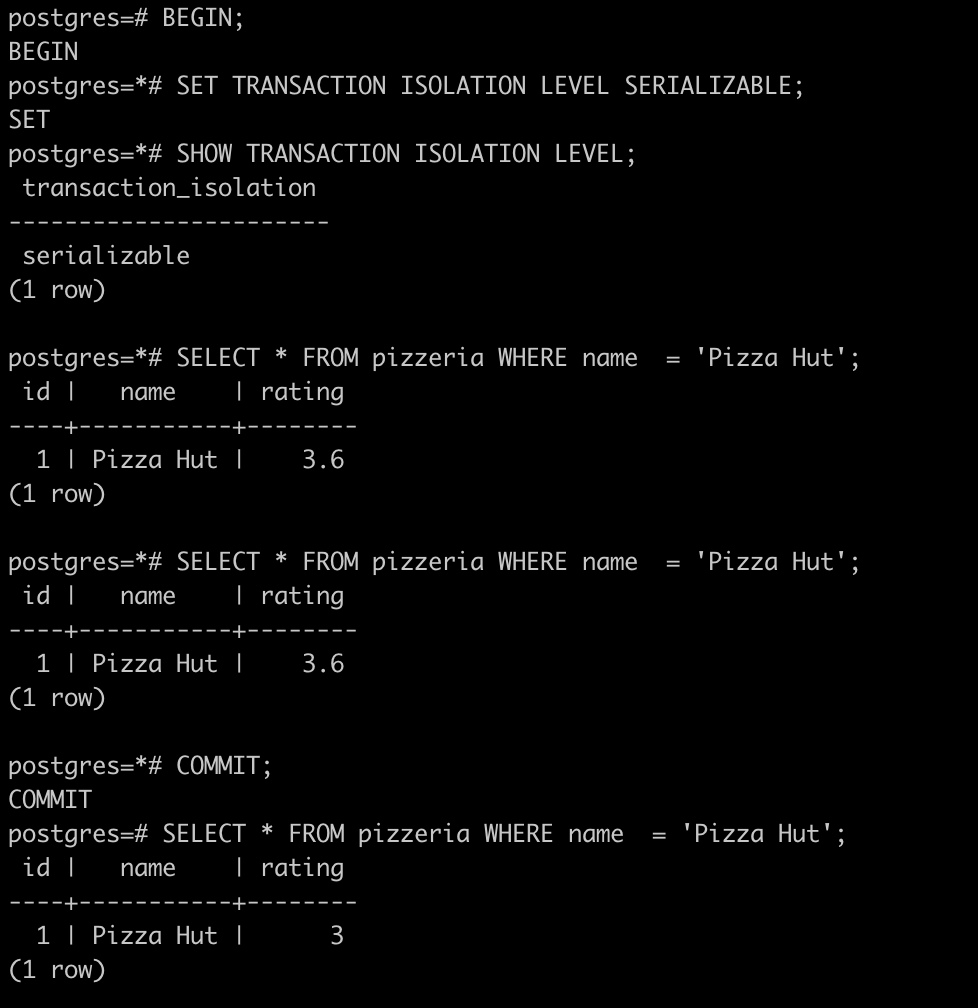 postgres=# BEGIN;
BEGIN
postgres=*# SET TRANSACTION ISOLATION LEVEL SERIALIZABLE;
SET
postgres=*# SHOW TRANSACTION ISOLATION LEVEL;
 transaction_isolation
-----------------------
 serializable
(1 row)

postgres=*# SELECT * FROM pizzeria WHERE name  = 'Pizza Hut';
 id |   name    | rating
----+-----------+--------
  1 | Pizza Hut |    3.6
(1 row)

postgres=*# SELECT * FROM pizzeria WHERE name  = 'Pizza Hut';
 id |   name    | rating
----+-----------+--------
  1 | Pizza Hut |    3.6
(1 row)

postgres=*# COMMIT;
COMMIT
postgres=# SELECT * FROM pizzeria WHERE name  = 'Pizza Hut';
 id |   name    | rating
----+-----------+--------
  1 | Pizza Hut |      3
(1 row)